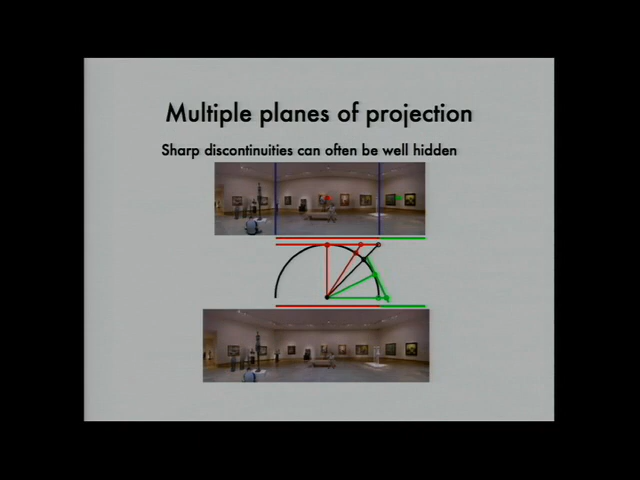 Multiple planes of projection
Sharp discontinuities can often be well hidden